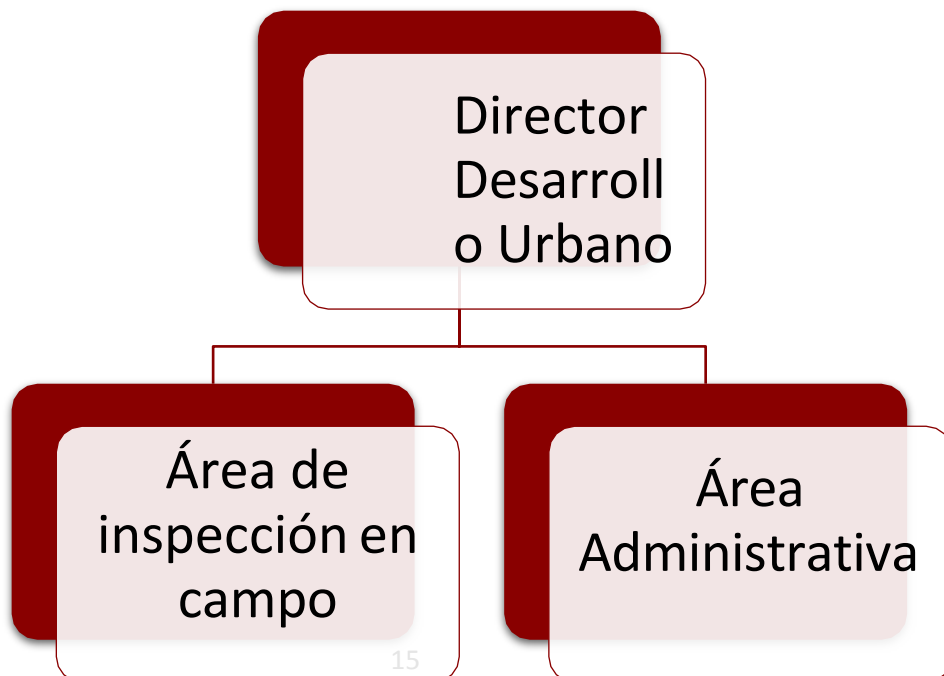 Director
Desarroll
o Urbano
Área de
inspección en
campo
Área
Administrativa
15